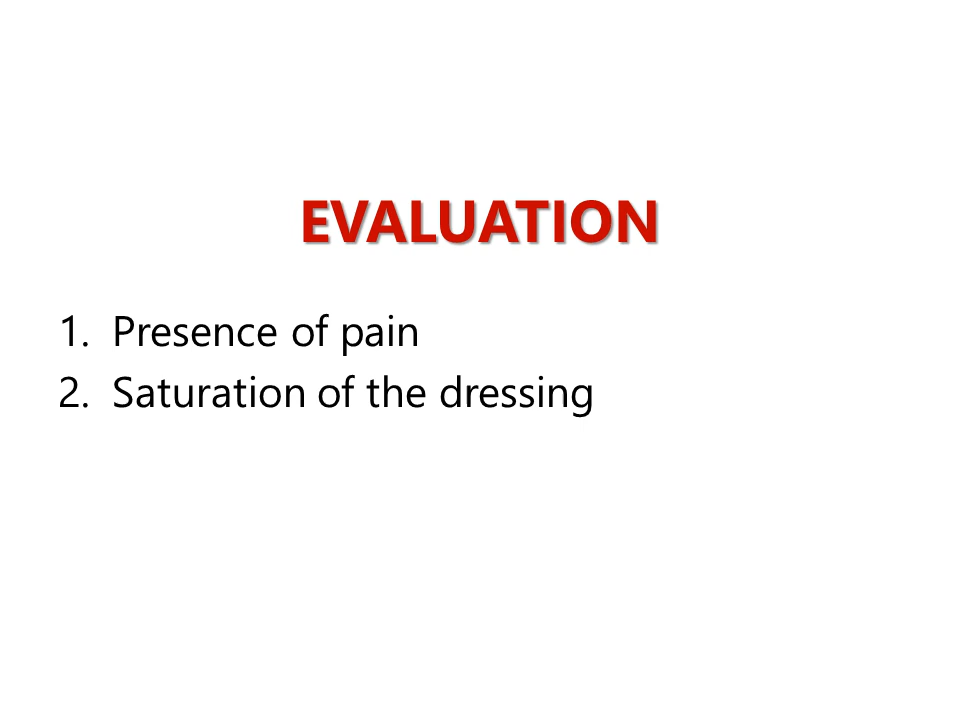 EVALUATION
1. Presence of pain
2. Saturation of the dressing